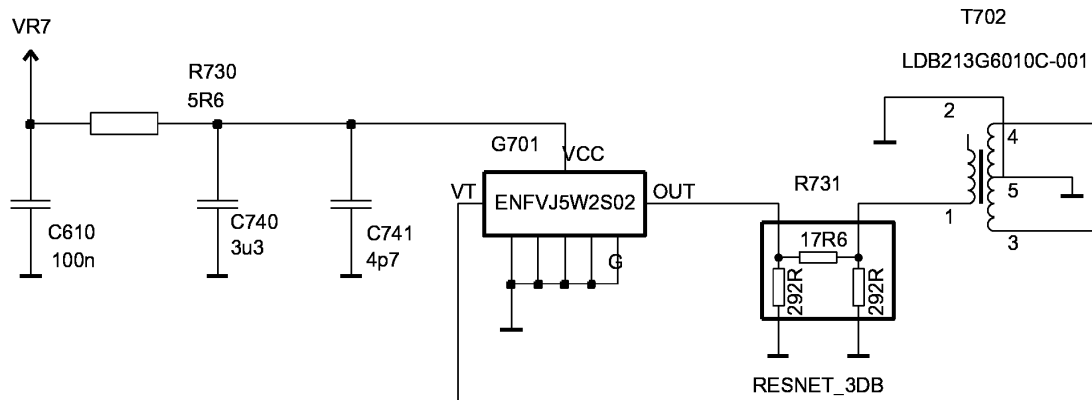 T702
VR7
LDB213G6010C-001
R730
5R6
2
4
G701
VCC
VT
ENFVJ5W2S02
OUT
R731
5
1
C610
100n
C740
3u3
C741
4p7
G
17R6
3
292R
292R
RESNET_3DB